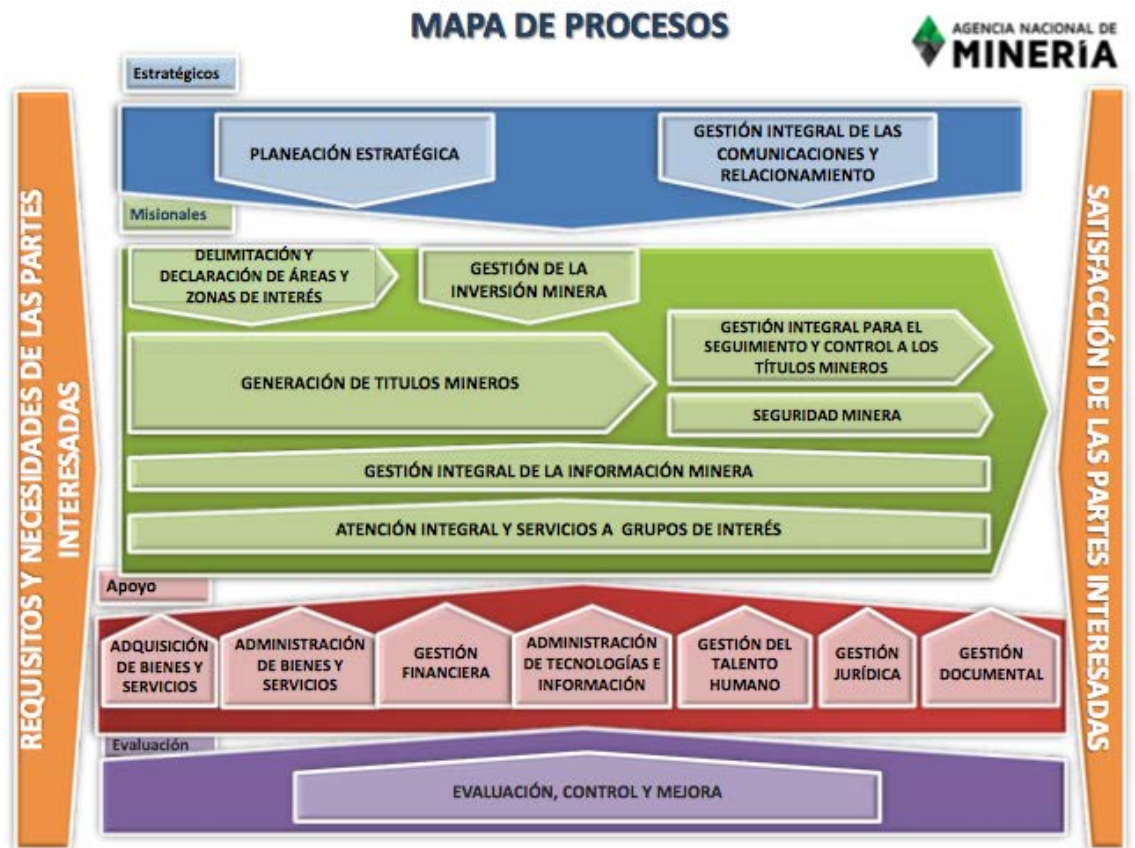 MAPA DE PROCESOS
AGENCIA NACIONAL DE
MINERÍA
REQUISITOS Y NECESIDADES DE LAS PARTES
INTERESADAS
Estratégicos
PLANEACIÓN ESTRATÉGICA
GESTIÓN INTEGRAL DE LAS
COMUNICACIONES Y
RELACIONAMIENTO
Misionales
DELIMITACIÓN Y
DECLARACIÓN DE ÁREAS Y
ZONAS DE INTERÉS
GESTIÓN DE LA
INVERSIÓN MINERA
GENERACIÓN DE TITULOS MINEROS
GESTIÓN INTEGRAL PARA EL
SEGUIMIENTO Y CONTROL A LOS
TÍTULOS MINEROS
SEGURIDAD MINERA
GESTIÓN INTEGRAL DE LA INFORMACIÓN MINERA
ATENCIÓN INTEGRAL Y SERVICIOS A GRUPOS DE INTERÉS
Apoyo
ADQUISICIÓN
DE BIENES Y
SERVICIOS
ADMINISTRACIÓN
DE BIENES Y
SERVICIOS
GESTIÓN
FINANCIERA
ADMINISTRACIÓN
DE TECNOLOGÍAS E
INFORMACIÓN
GESTIÓN DEL
TALENTO
HUMANO
GESTIÓN
JURÍDICA
GESTIÓN
DOCUMENTAL
Evaluación
EVALUACIÓN, CONTROL Y MEJORA
SATISFACCIÓN DE LAS PARTES INTERESADAS